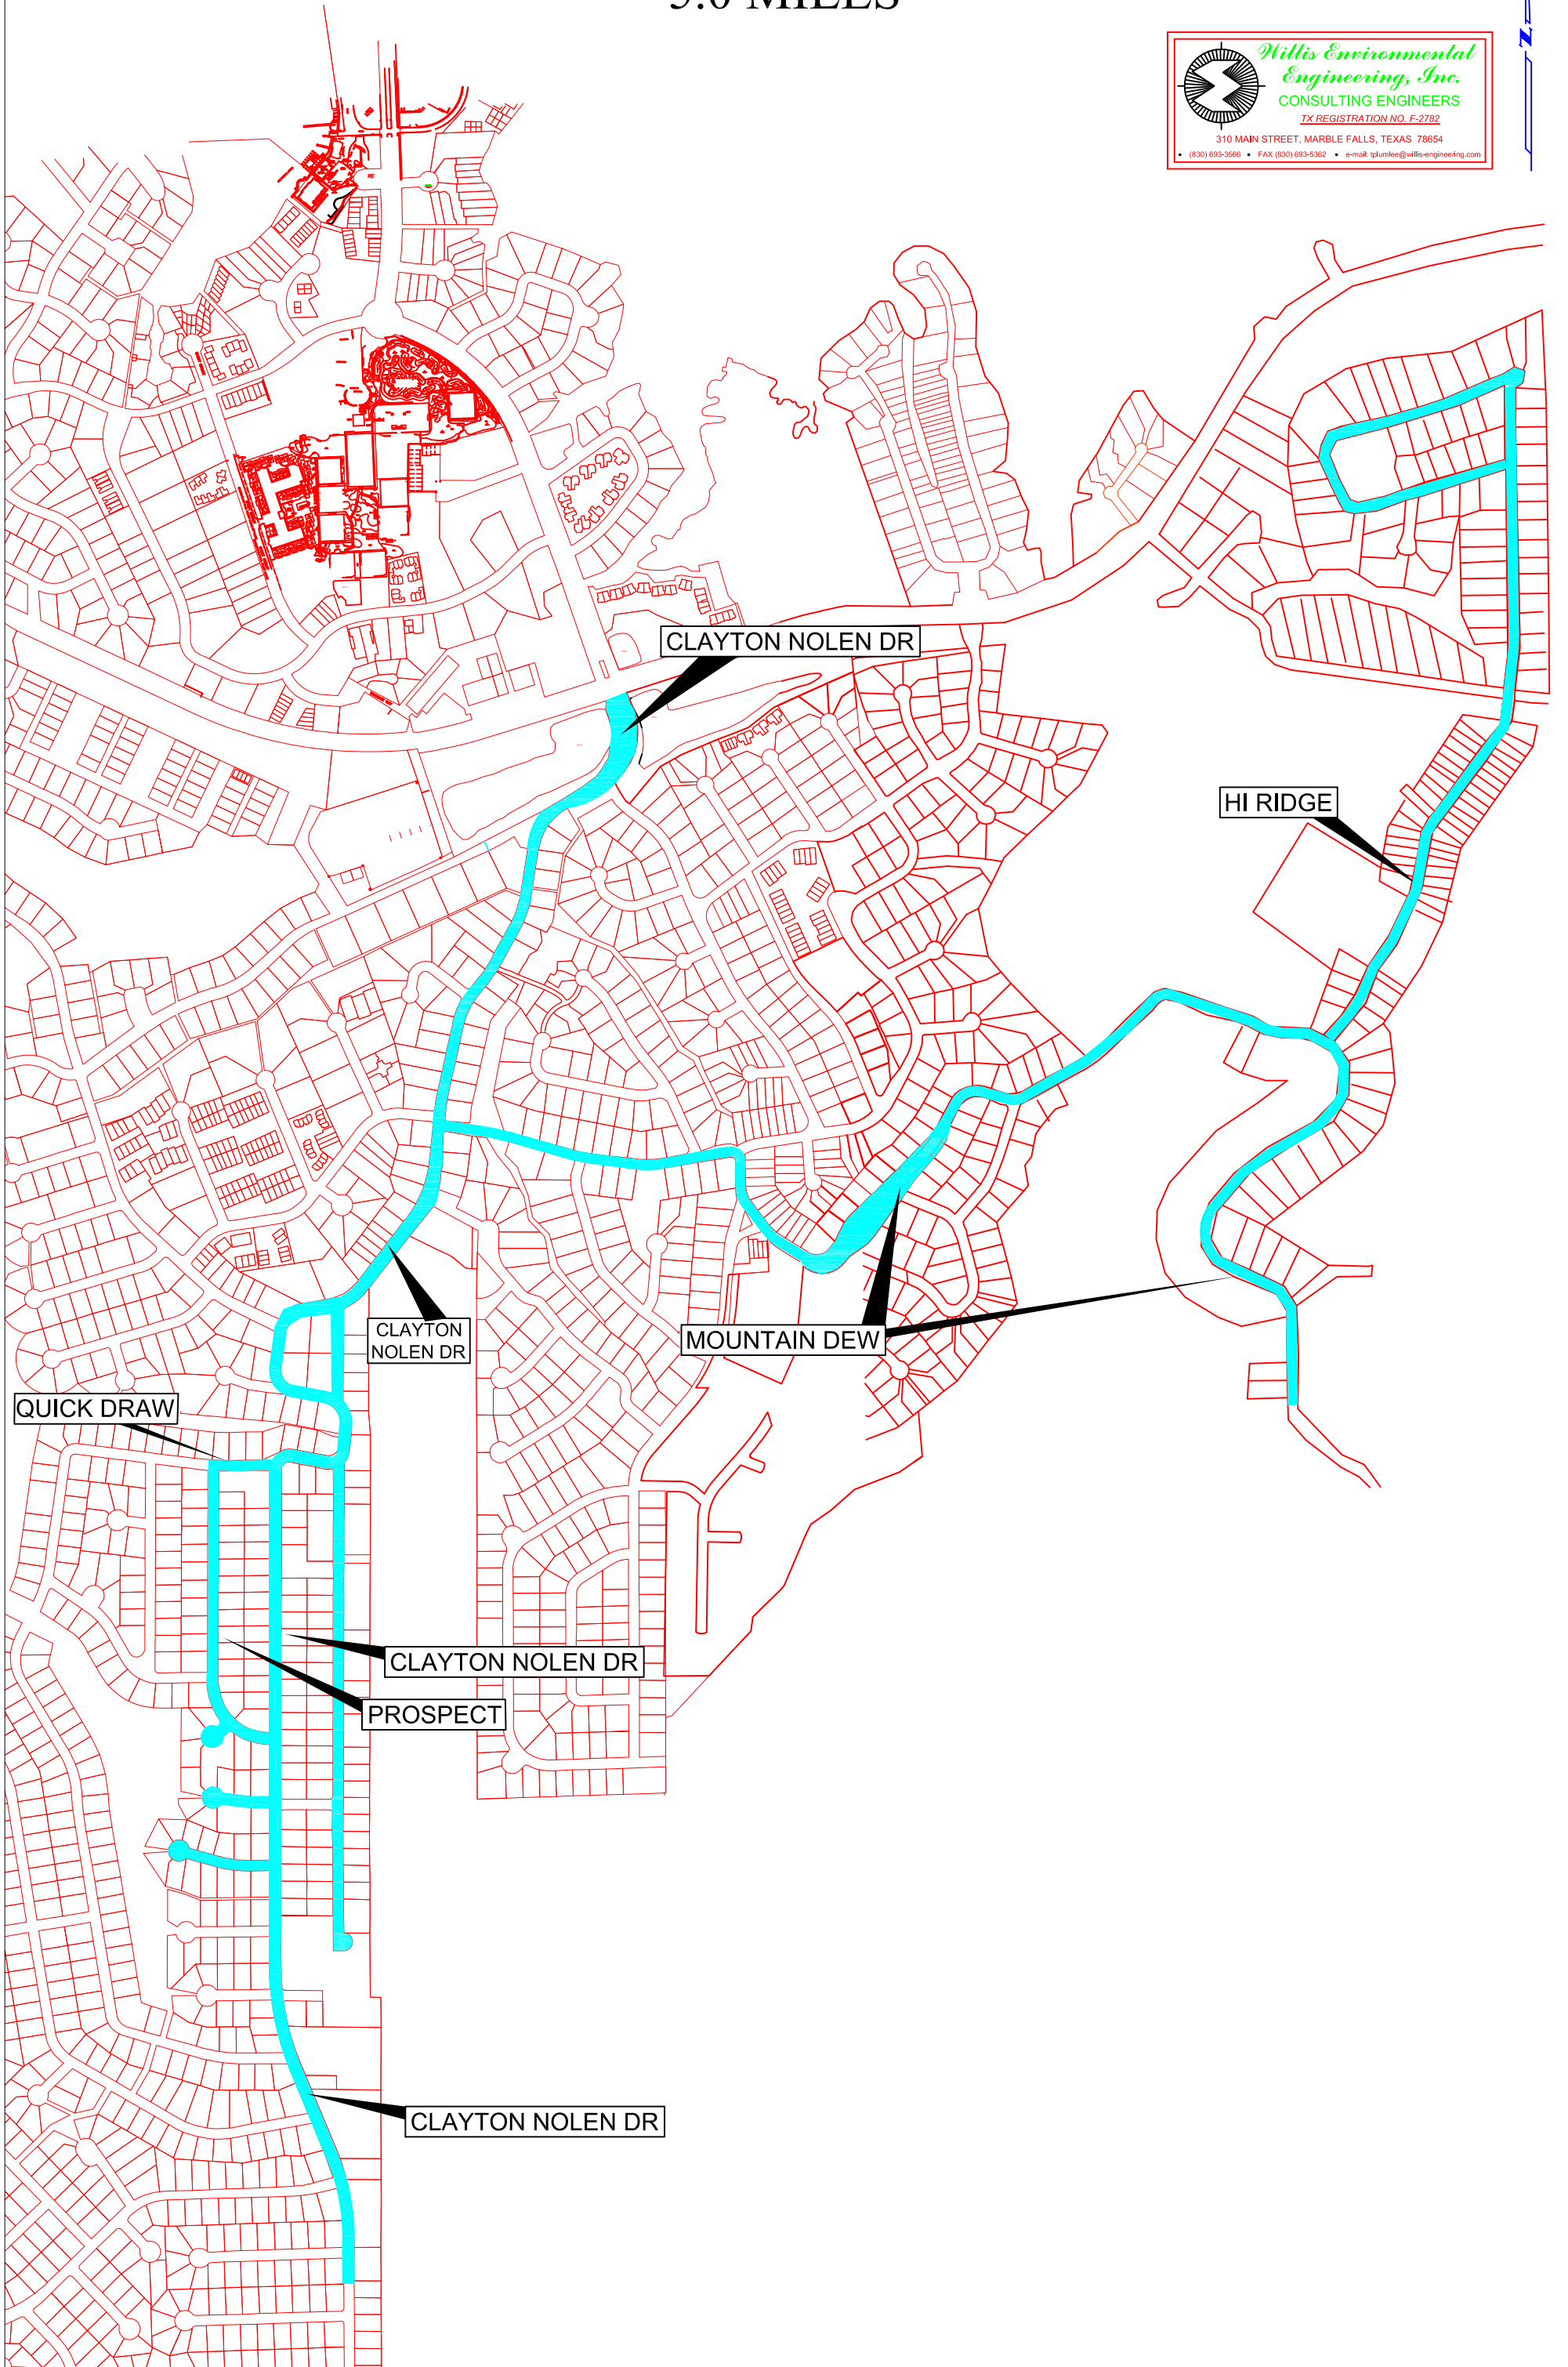 Willis Environmental
Engineering, Inc.
CONSULTING ENGINEERS
TX REGISTRATION NO. F-2782
310 MAIN STREET, MARBLE FALLS, TEXAS 78654
• (830) 693-3566 • FAX (830) 693-5362 • e-mail: tplumlee@willis-engineering.com
Z
CLAYTON NOLEN DR
HI RIDGE
CLAYTON
NOLEN DR
MOUNTAIN DEW
QUICK DRAW
CLAYTON NOLEN DR
PROSPECT
CLAYTON NOLEN DR